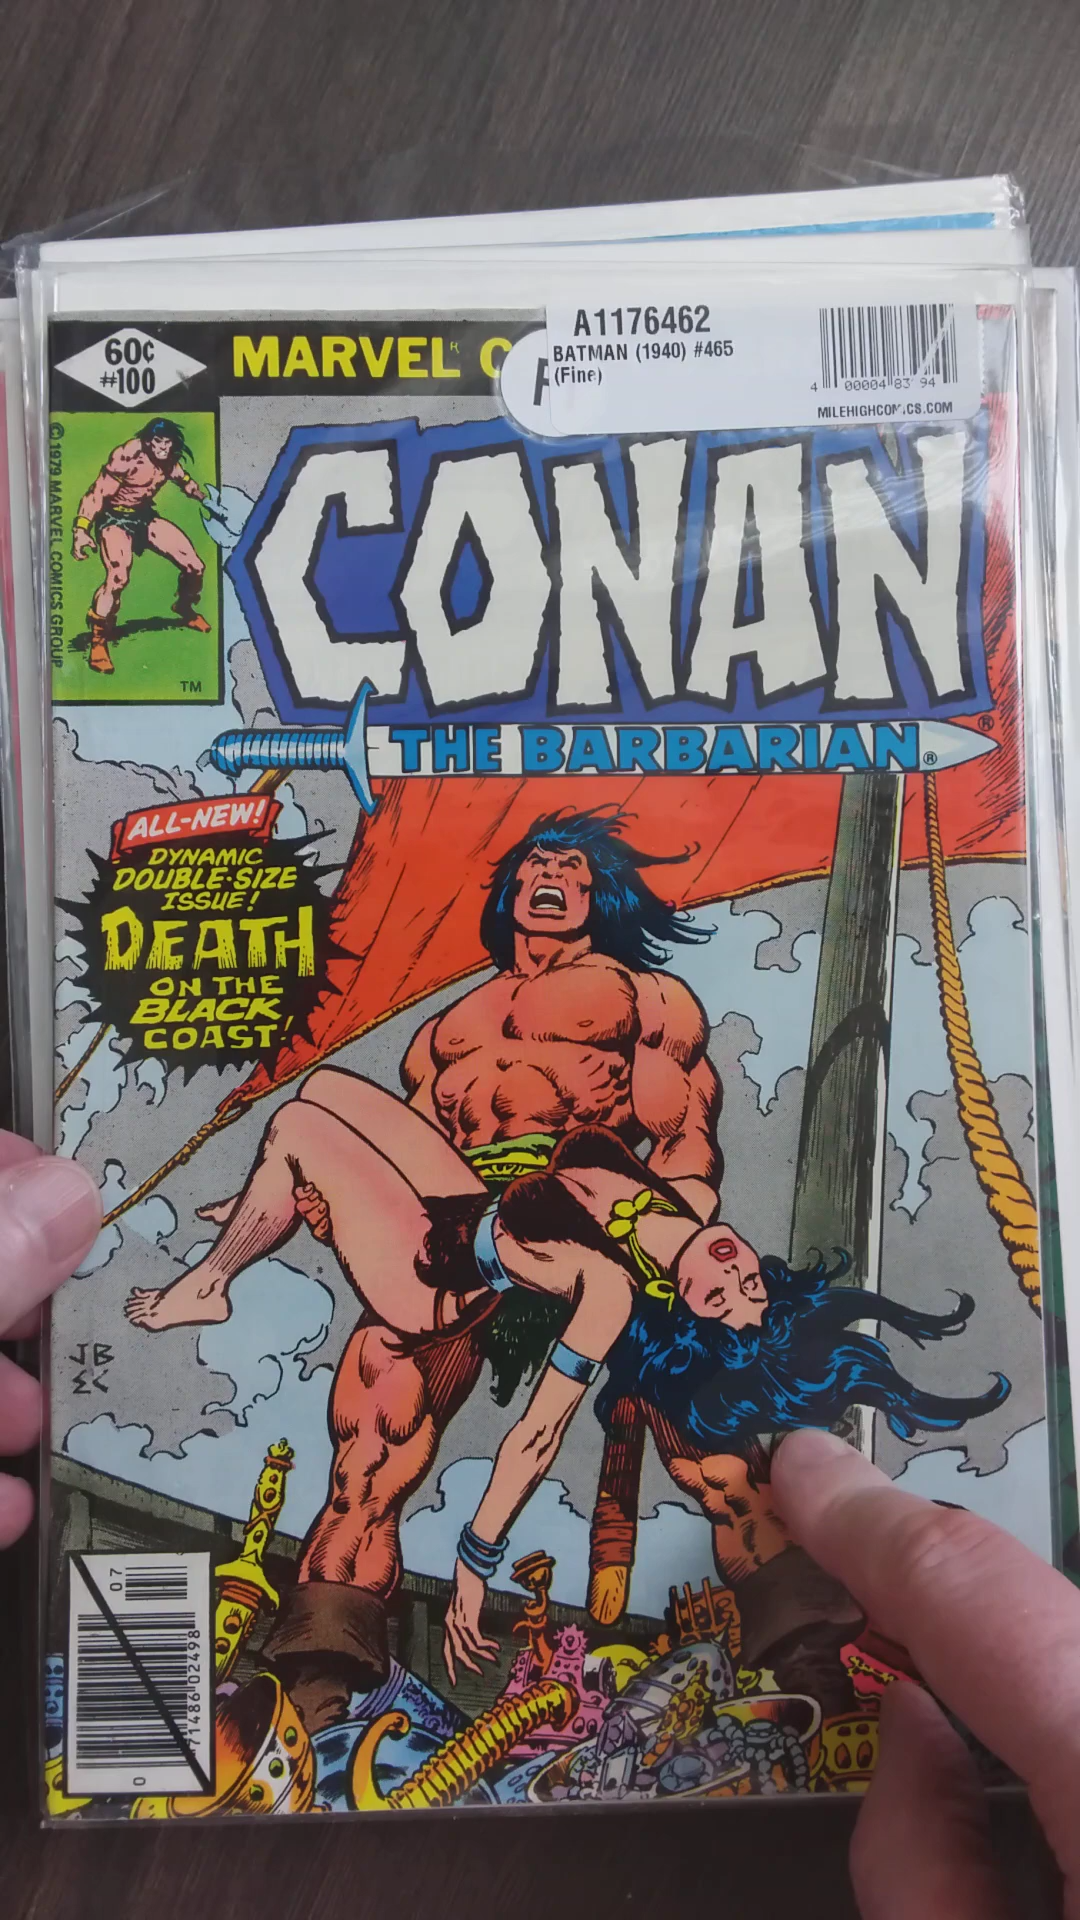 A1176462
BATMAN (1940) #465
(Fine)
MILEHIGHCOMICS.COM
60¢
#100
MARVEL
© 1979 MARVEL COMICS GROUP
TM
CONAN
THE BARBARIAN®
ALL-NEW!
DYNAMIC
DOUBLE-SIZE
ISSUE!
DEATH
ON THE
BLACK
COAST!
JB
07
71486 02498
0